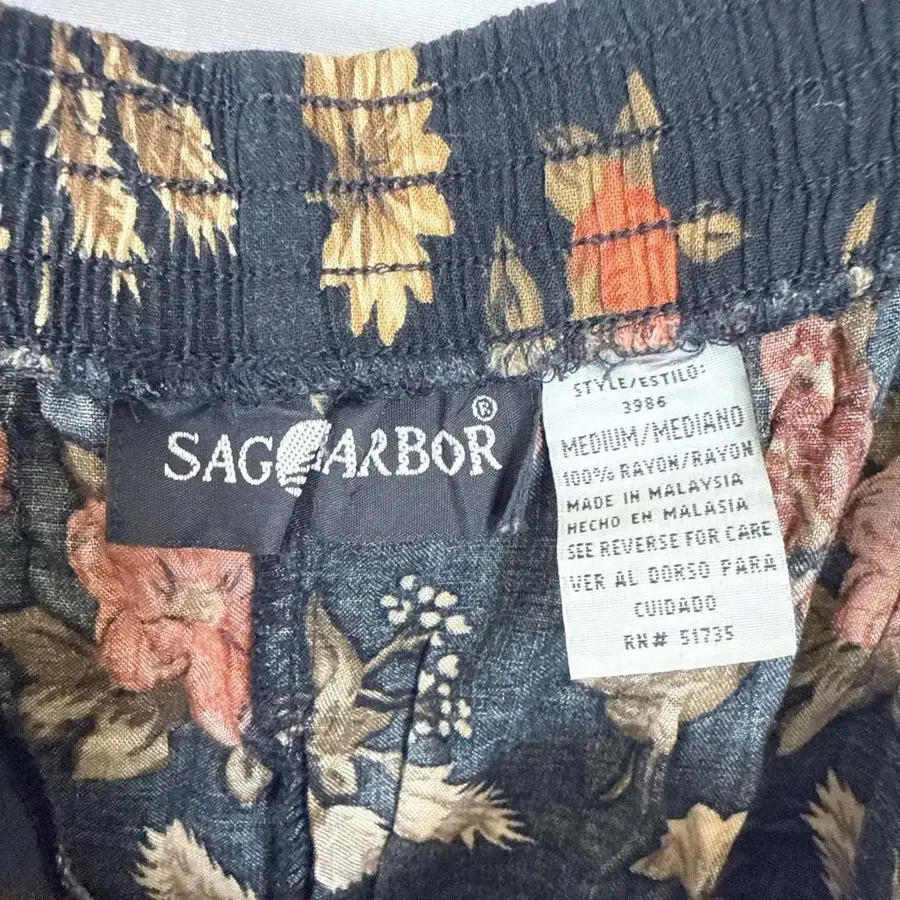 SAG HARBOR®
STYLE/ESTILO:
3986
MEDIUM/MEDIANO
100% RAYON/RAYON
MADE IN MALAYSIA
HECHO EN MALASIA
SEE REVERSE FOR CARE
VER AL DORSO PARA
CUIDADO
RN# 51735